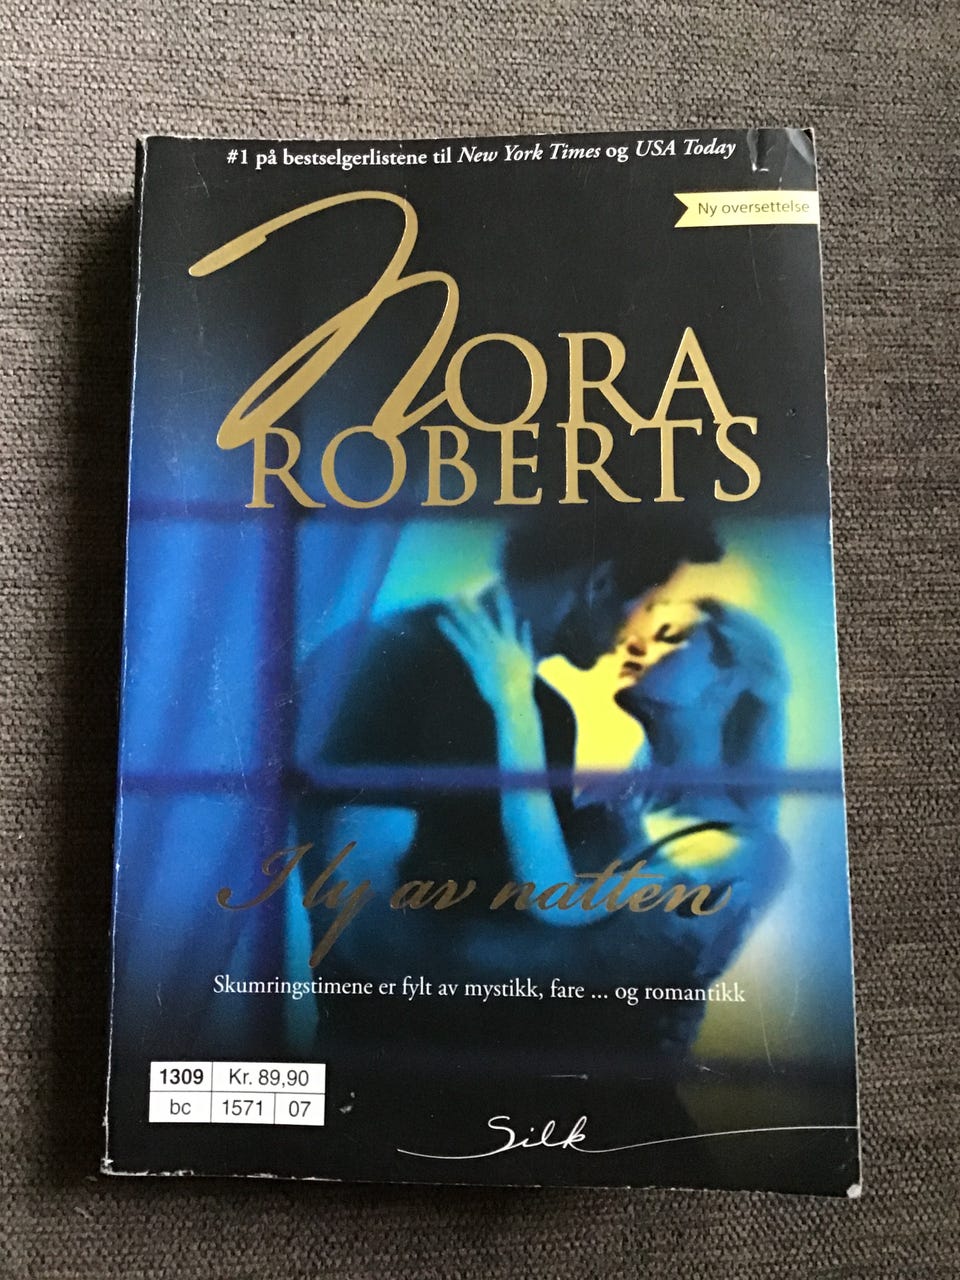 #1 på bestselgerlistene til New York Times og USA Today
Ny oversettelse
NORA
ROBERTS
I ly av natten
Skumringstimene er fylt av mystikk, fare ... og romantikk
1309 Kr. 89,90
bc 1571 07
Silk